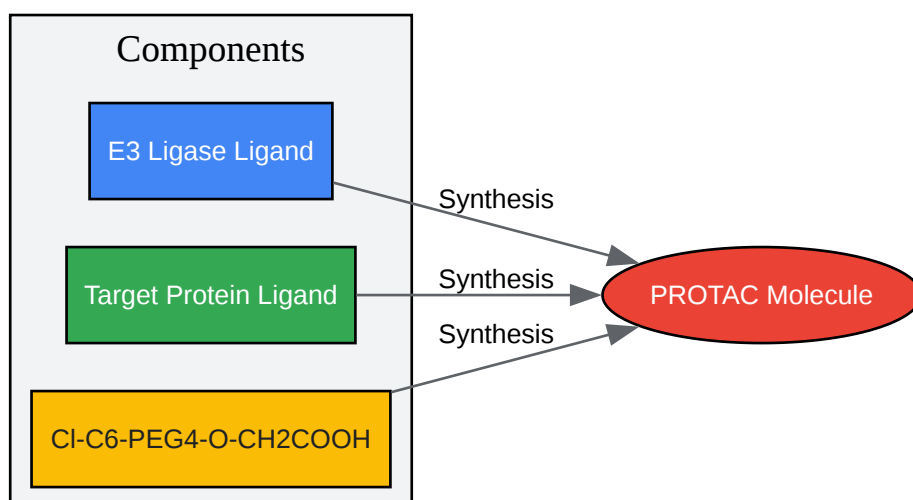 Components
E3 Ligase Ligand
Synthesis
Target Protein Ligand
Synthesis
PROTAC Molecule
Synthesis
Cl-C6-PEG4-O-CH2COOH